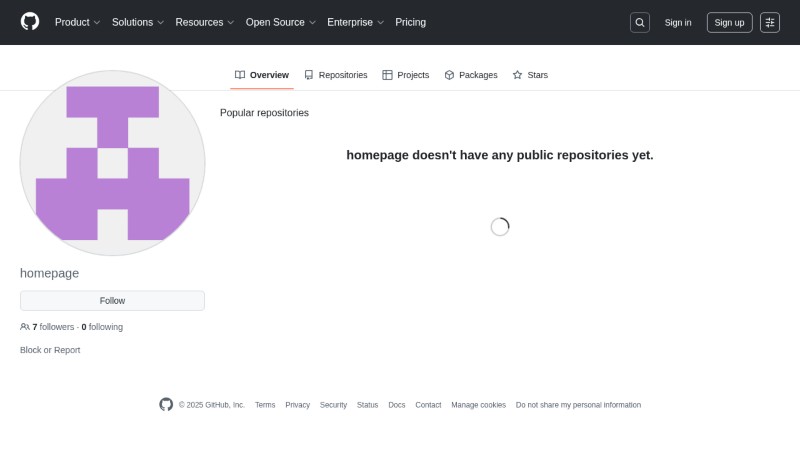 Product Solutions Resources Open Source Enterprise Pricing Sign in Sign up
Overview Repositories Projects Packages Stars
Popular repositories
homepage doesn't have any public repositories yet.
homepage
Follow
7 followers · 0 following
Block or Report
© 2025 GitHub, Inc. Terms Privacy Security Status Docs Contact Manage cookies Do not share my personal information